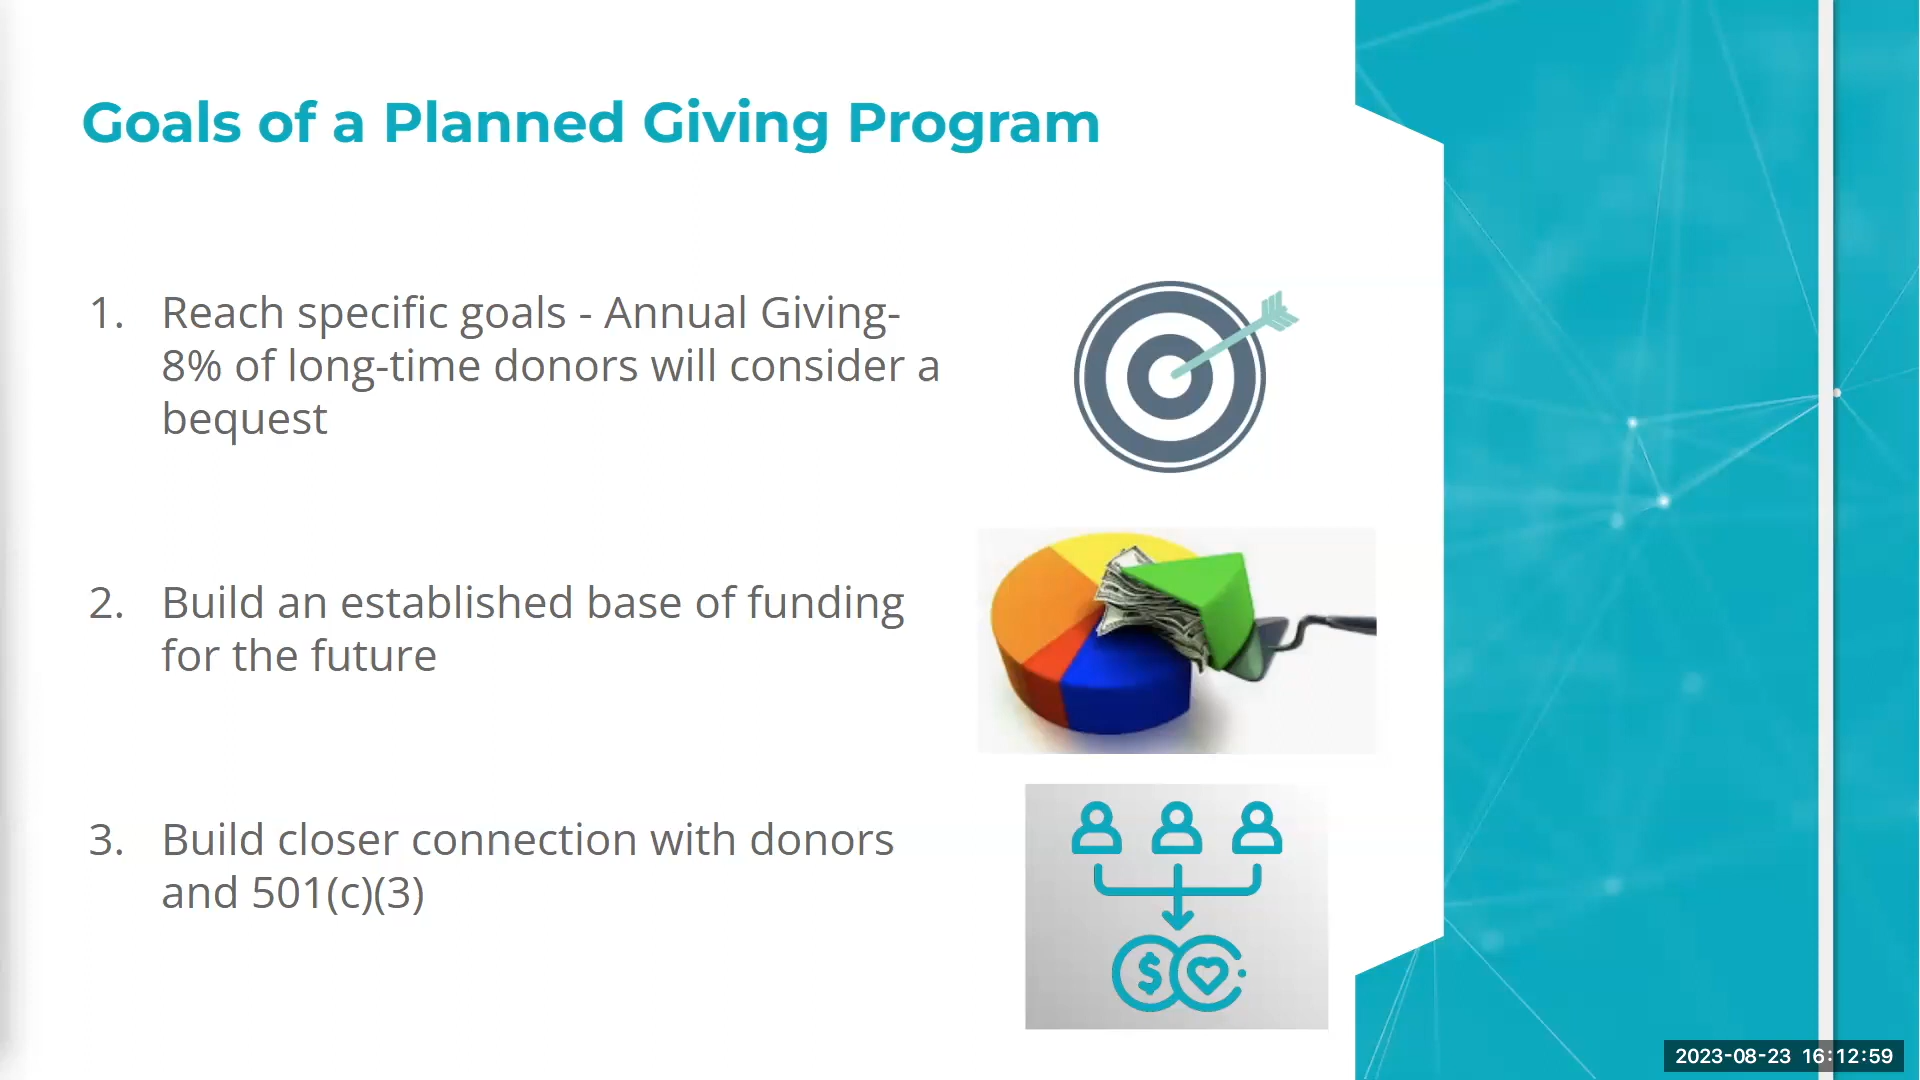 Goals of a Planned Giving Program
1. Reach specific goals - Annual Giving-
8% of long-time donors will consider a
bequest
2. Build an established base of funding
for the future
3. Build closer connection with donors
and 501(c)(3)
$
2023-08-23 16:12:59